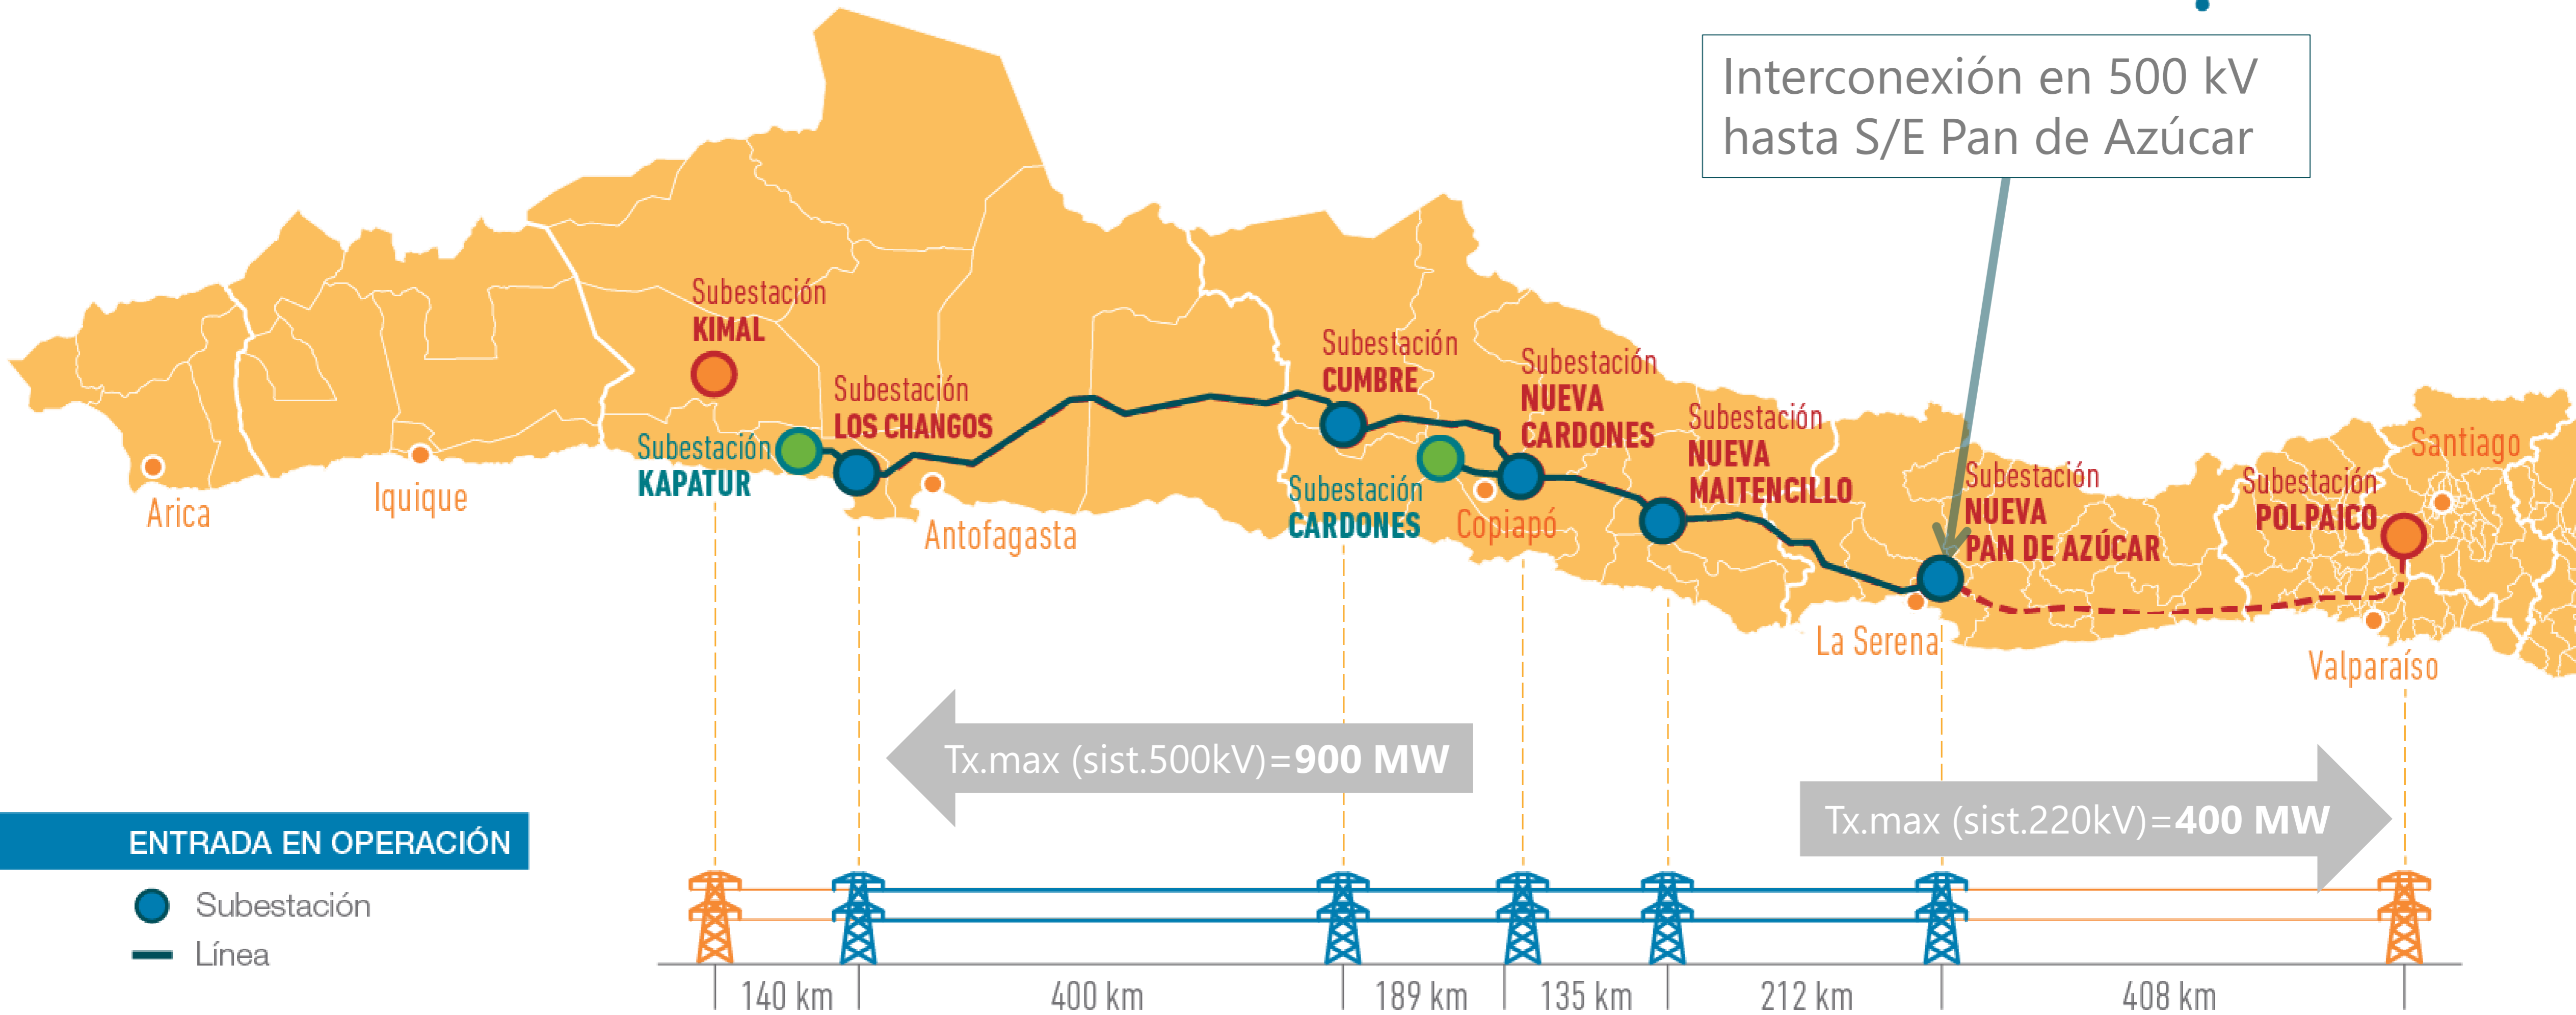 Interconexión en 500 kV
hasta S/E Pan de Azúcar
Subestación
KIMAL
Subestación
LOS CHANGOS
Subestación
KAPATUR
Subestación
CUMBRE
Subestación
CARDONES
Subestación
NUEVA
CARDONES
Subestación
NUEVA
MAITENCILLO
Subestación
NUEVA
PAN DE AZÚCAR
Subestación
POLPAICO
Santiago
Arica
Iquique
Antofagasta
Copiapó
La Serena
Valparaíso
Tx.max (sist.500kV)=900 MW
Tx.max (sist.220kV)=400 MW
ENTRADA EN OPERACIÓN
Subestación
Línea
140 km
400 km
189 km
135 km
212 km
408 km